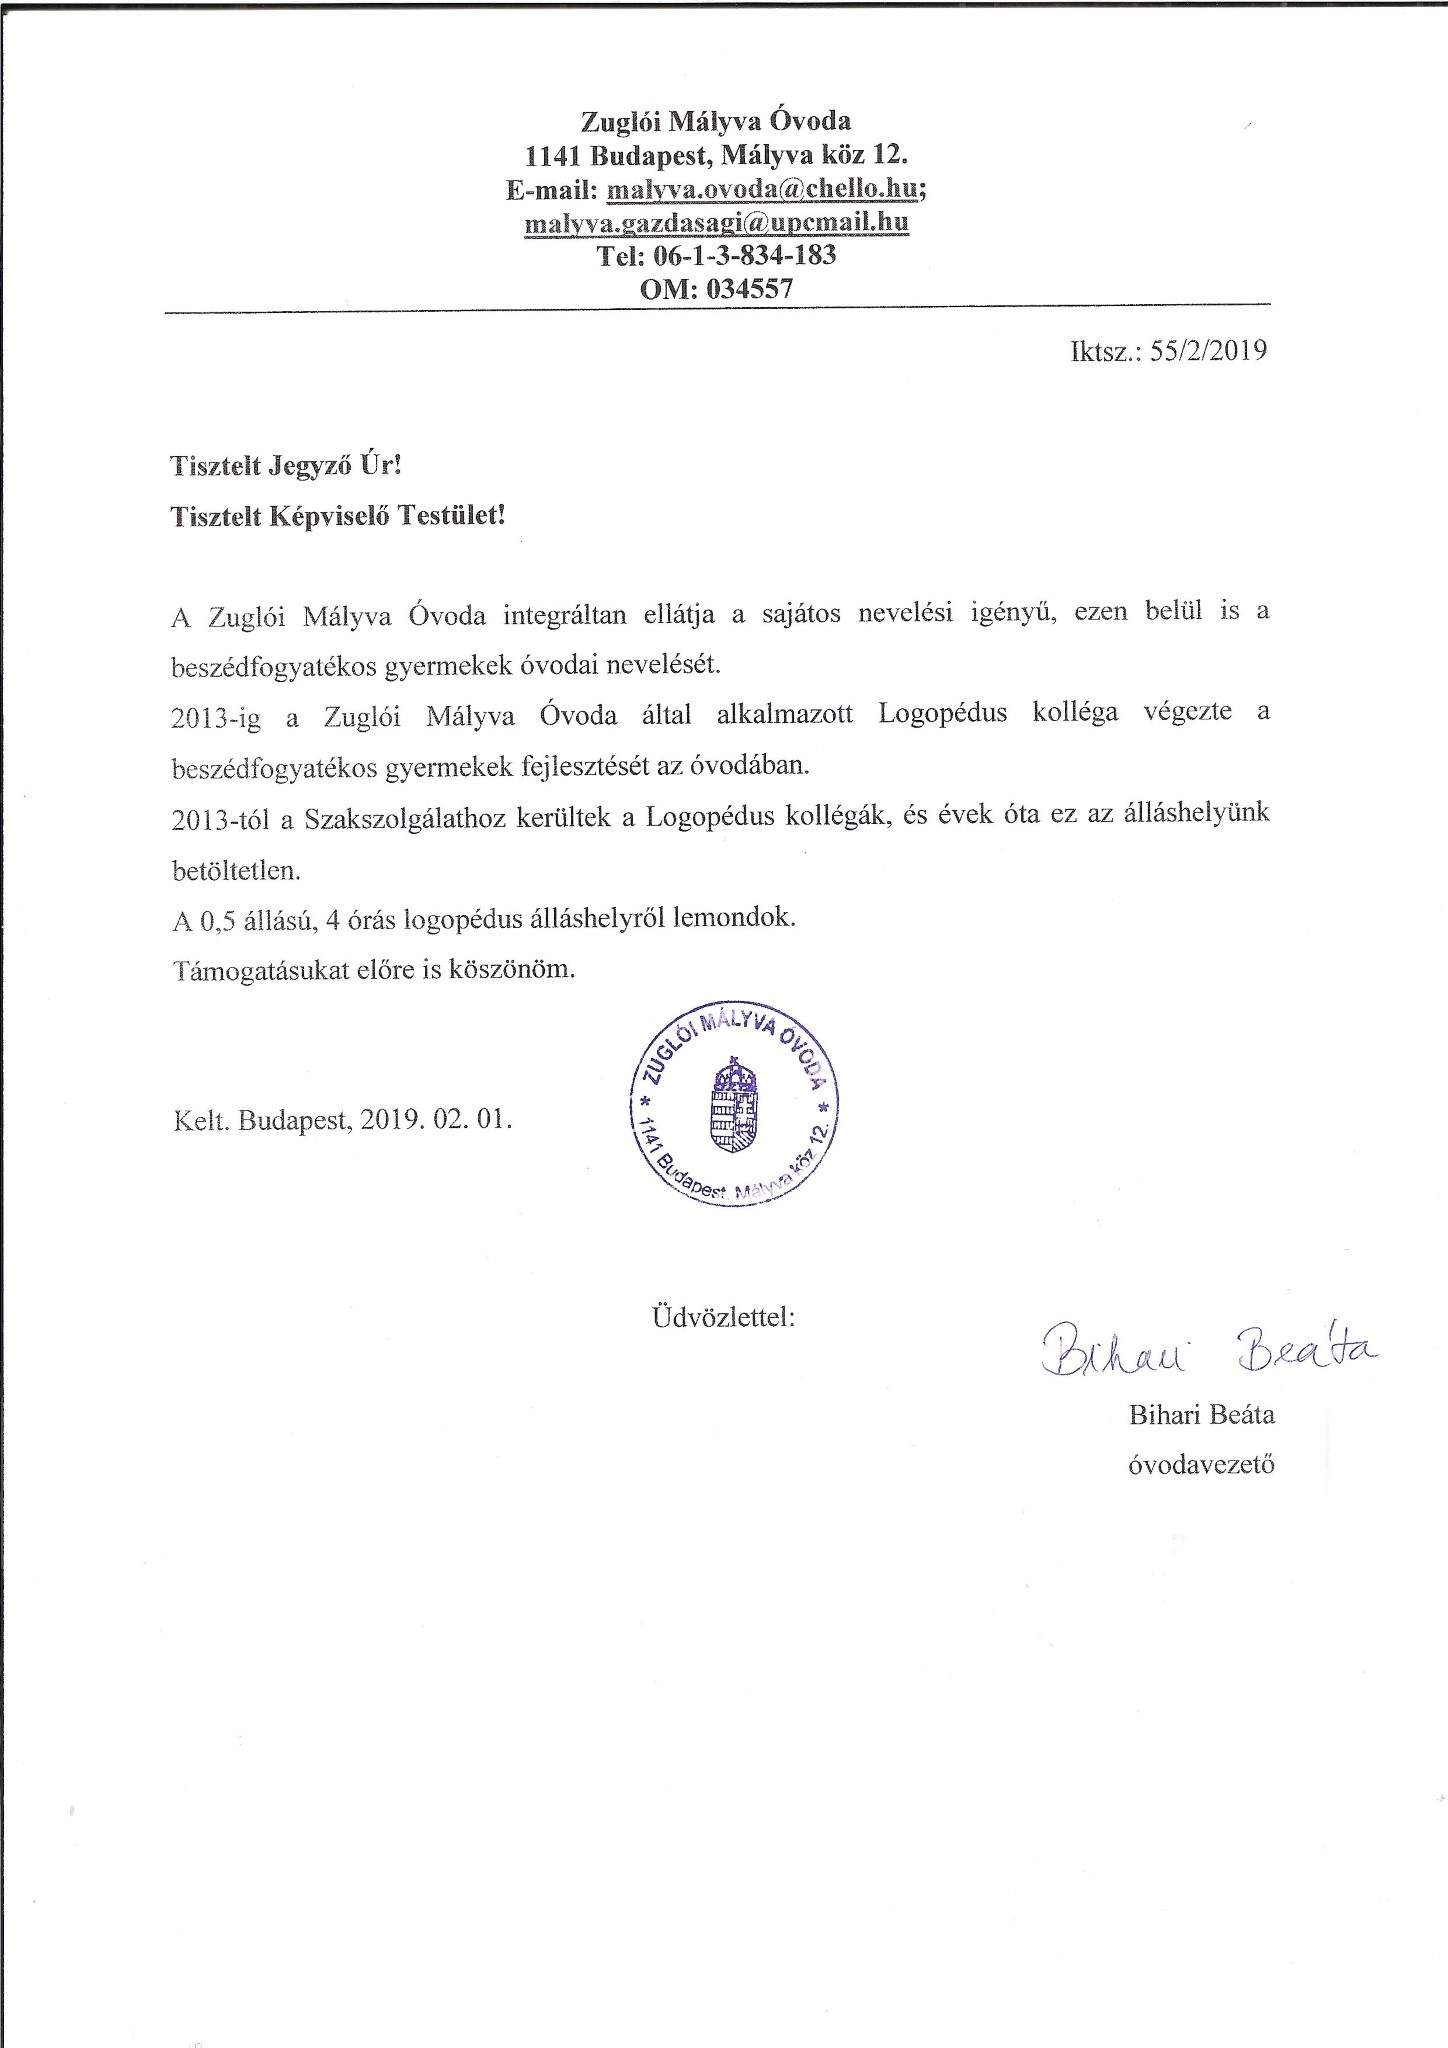 Zuglói Mályva Óvoda
1141 Budapest, Mályva köz 12.
E-mail: malyva.ovoda@chello.hu;
malyva.gazdasagi@upcmail.hu
Tel: 06-1-3-834-183
OM: 034557
Iktsz.: 55/2/2019
Tisztelt Jegyző Úr!
Tisztelt Képviselő Testület!
A Zuglói Mályva Óvoda integráltan ellátja a sajátos nevelési igényű, ezen belül is a
beszédfogyatékos gyermekek óvodai nevelését.
2013-ig a Zuglói Mályva Óvoda által alkalmazott Logopédus kolléga végezte a
beszédfogyatékos gyermekek fejlesztését az óvodában.
2013-tól a Szakszolgálathoz kerültek a Logopédus kollégák, és évek óta ez az álláshelyünk
betöltetlen.
A 0,5 állású, 4 órás logopédus álláshelyről lemondok.
Támogatásukat előre is köszönöm.
* ZUGLÓI MÁLYVA ÓVODA *
1141 Budapest, Mályva köz 12.
Kelt. Budapest, 2019. 02. 01.
Üdvözlettel:
Bihari Beáta
Bihari Beáta
óvodavezető